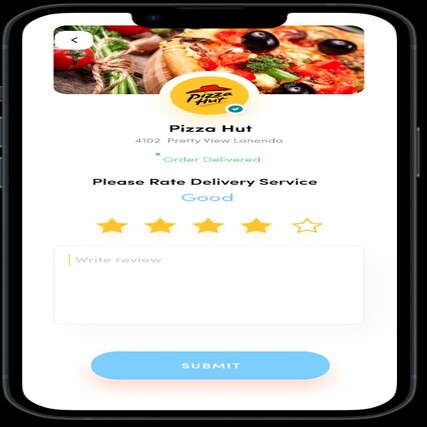 <
Pizza
Hut
Pizza Hut
4102 Pretty View Lanenda
Order Delivered
Please Rate Delivery Service
Good
Write review
SUBMIT